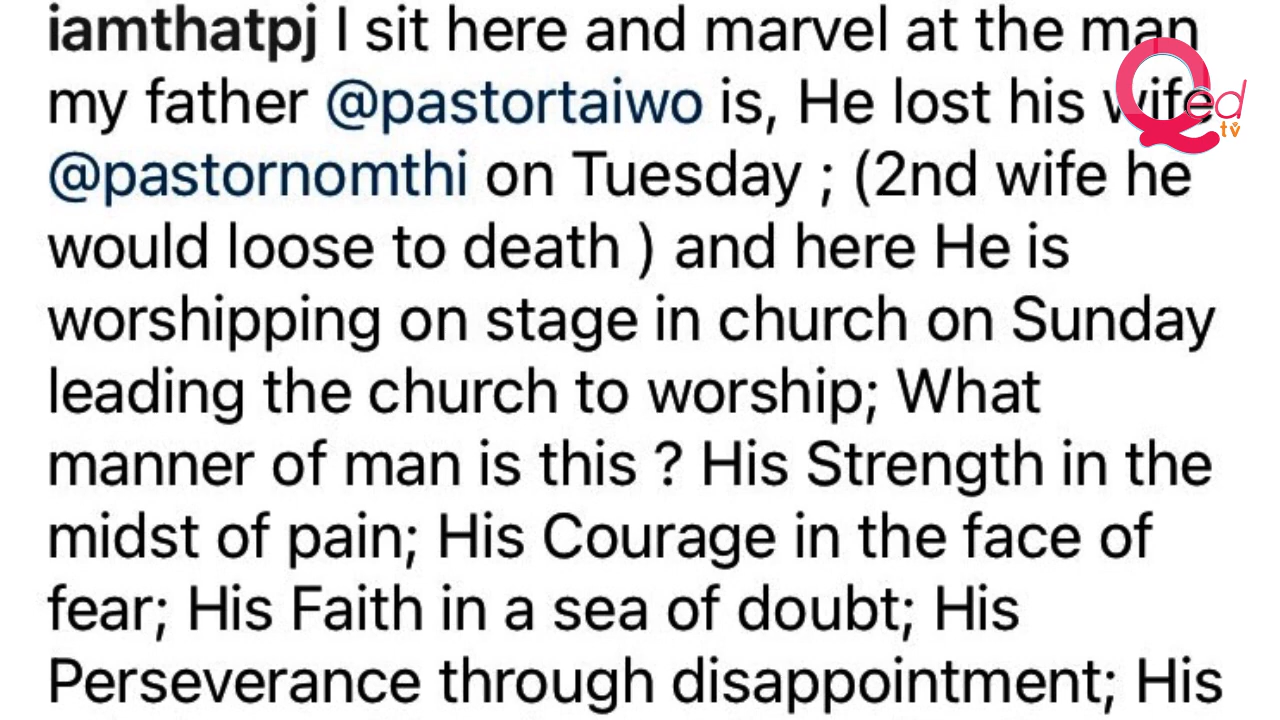 iamthatpj I sit here and marvel at the man
my father @pastortaiwo is, He lost his wife
@pastornomthi on Tuesday ; (2nd wife he
would loose to death ) and here He is
worshipping on stage in church on Sunday
leading the church to worship; What
manner of man is this ? His Strength in the
midst of pain; His Courage in the face of
fear; His Faith in a sea of doubt; His
Perseverance through disappointment; His
Qed
tv